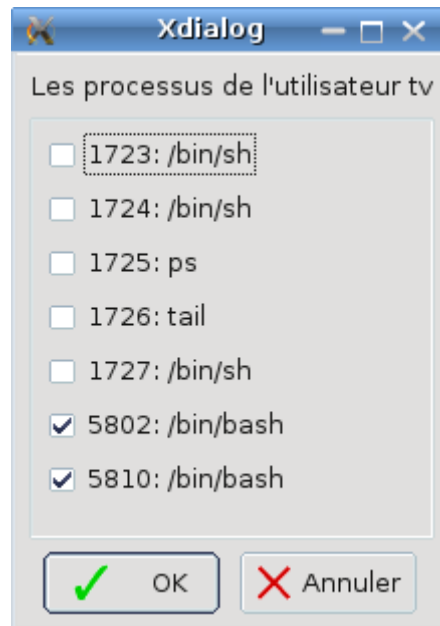 Xdialog
Les processus de l'utilisateur tv
1723: /bin/sh
1724: /bin/sh
1725: ps
1726: tail
1727: /bin/sh
5802: /bin/bash
5810: /bin/bash
OK Annuler